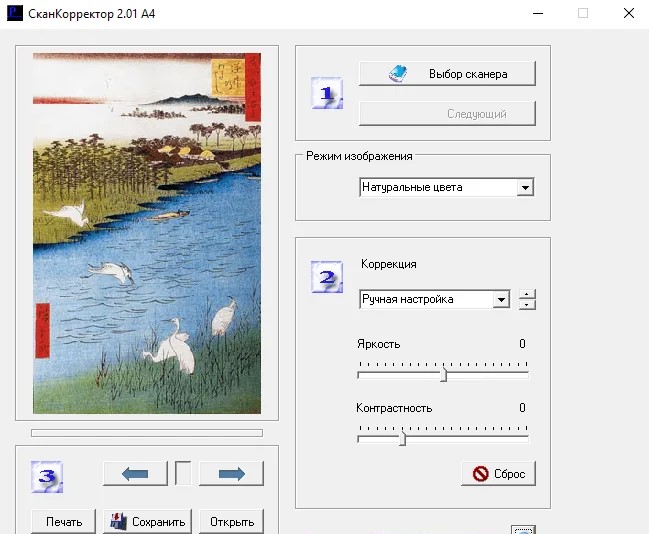 СканКорректор 2.01 A4
1
Выбор сканера
Следующий
Режим изображения
Натуральные цвета
2
Коррекция
Ручная настройка
Яркость 0
Контрастность 0
Сброс
3
Печать
Сохранить
Открыть